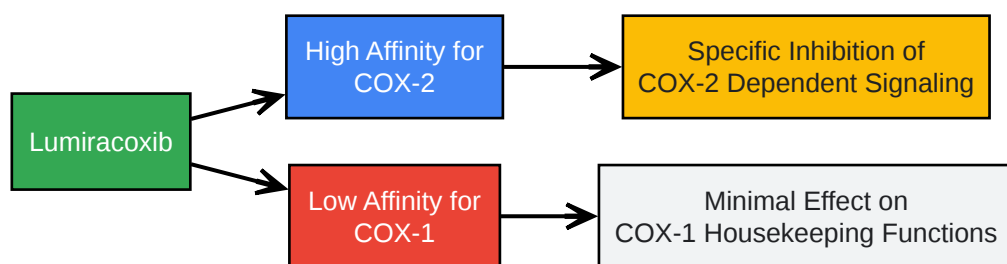 Lumiracoxib
High Affinity for
COX-2
Specific Inhibition of
COX-2 Dependent Signaling
Low Affinity for
COX-1
Minimal Effect on
COX-1 Housekeeping Functions